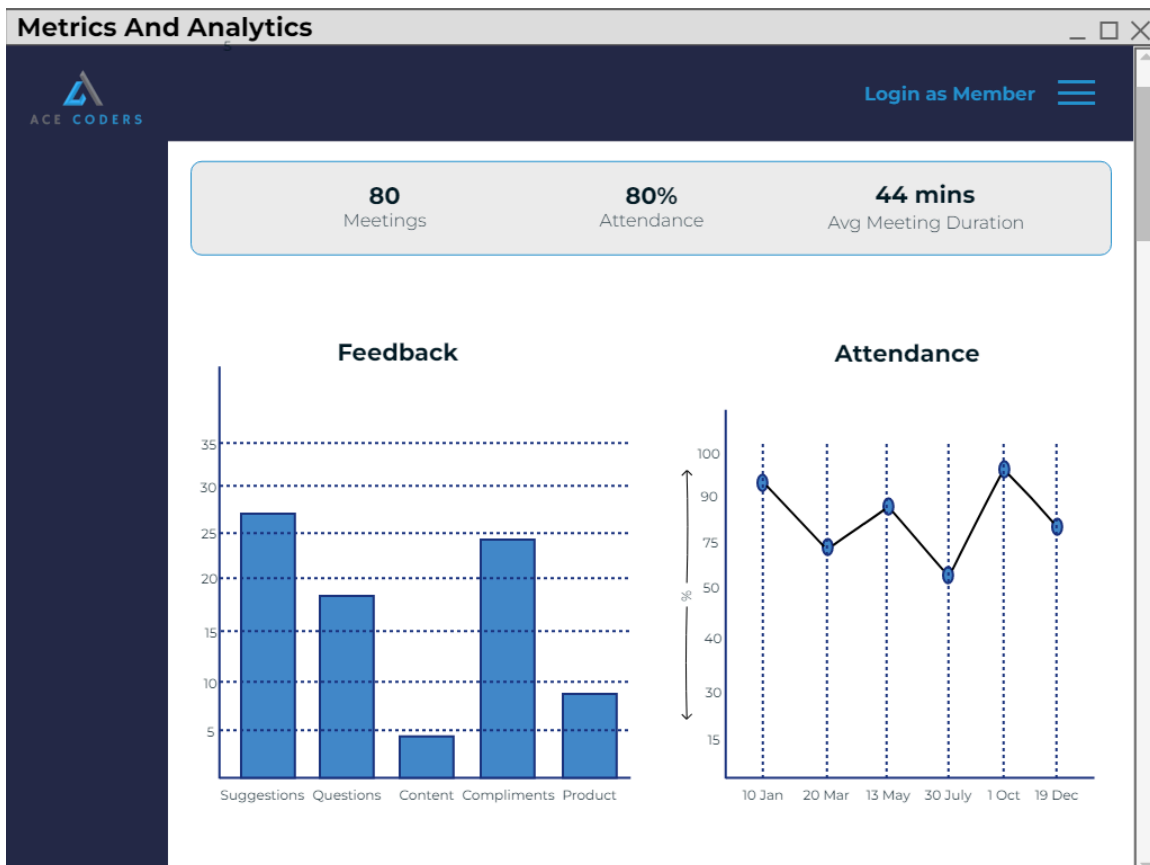 Metrics And Analytics
5
ACE CODERS
Login as Member
80
Meetings
80%
Attendance
44 mins
Avg Meeting Duration
Feedback
35
30
25
20
15
10
5
Suggestions Questions Content Compliments Product
Attendance
100
90
75
50
40
30
15
%
10 Jan 20 Mar 13 May 30 July 1 Oct 19 Dec